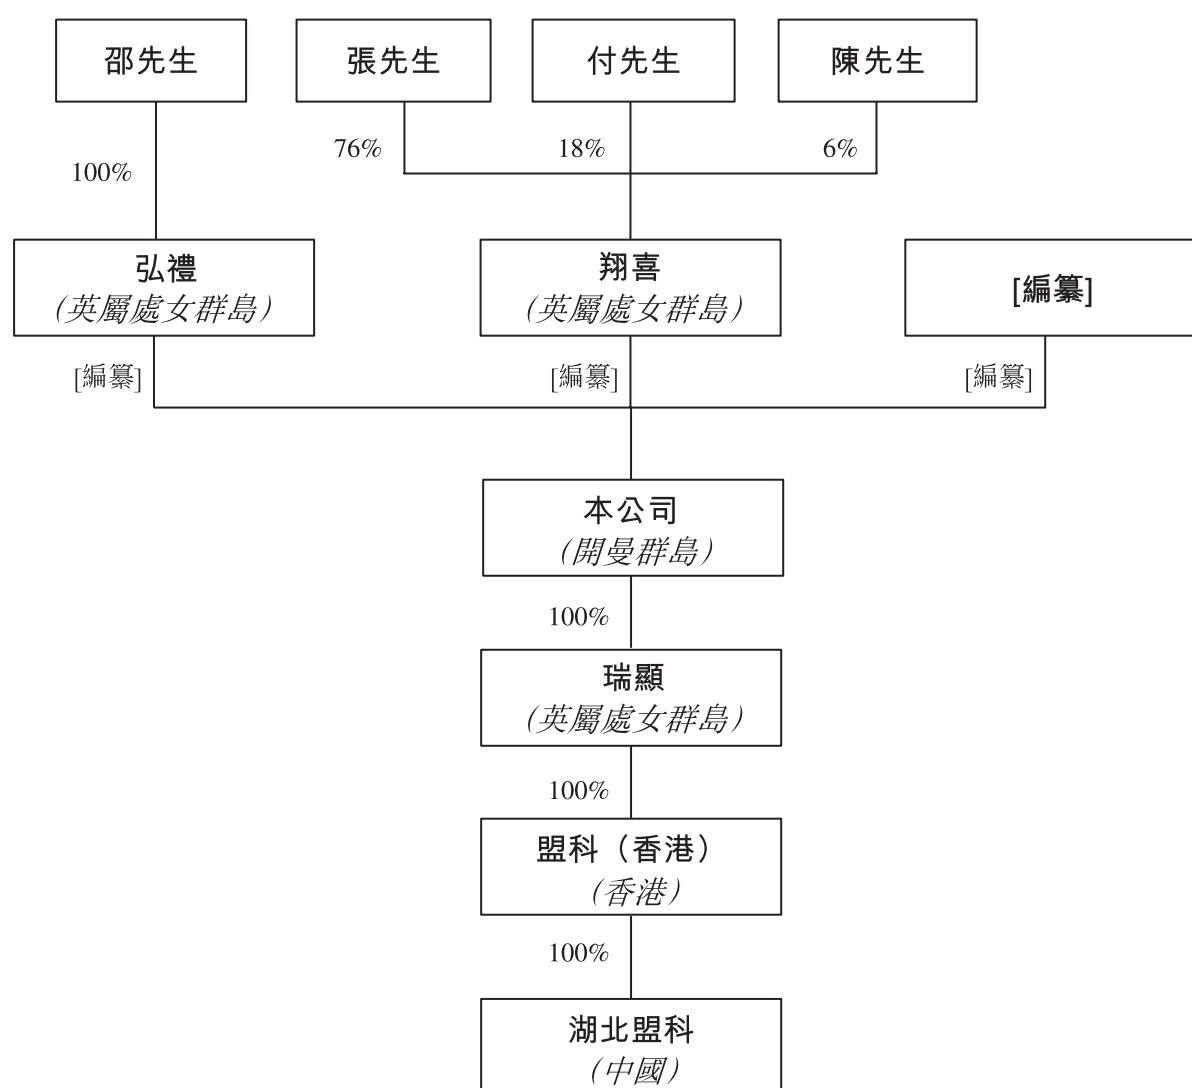 邵先生
張先生
付先生
陳先生
76%
18%
6%
100%
弘禮
(英屬處女群島)
翔喜
(英屬處女群島)
[編纂]
[編纂]
[編纂]
[編纂]
本公司
(開曼群島)
100%
瑞顯
(英屬處女群島)
100%
盟科（香港）
(香港)
100%
湖北盟科
(中國)